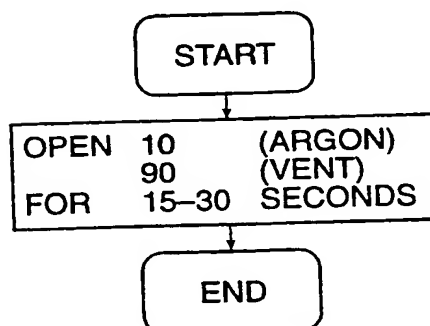 START
OPEN 10 (ARGON)
90 (VENT)
FOR 15–30 SECONDS
END